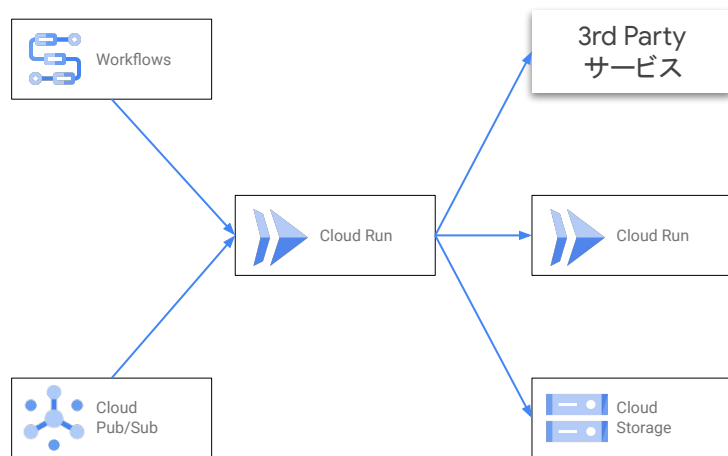 Workflows
3rd Party
サービス
Cloud Run
Cloud Run
Cloud
Pub/Sub
Cloud
Storage